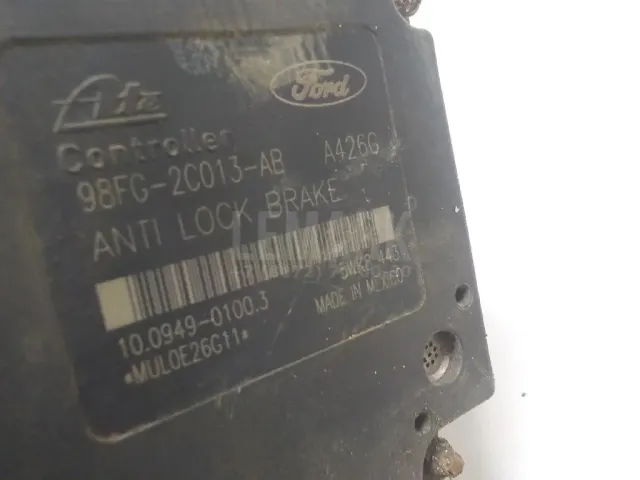 Ate
Ford
Controller
98FG-2C013-AB A426G
ANTI LOCK BRAKE
10.0949-0100.3
MADE IN MEXICO
*MUL0E26G11*